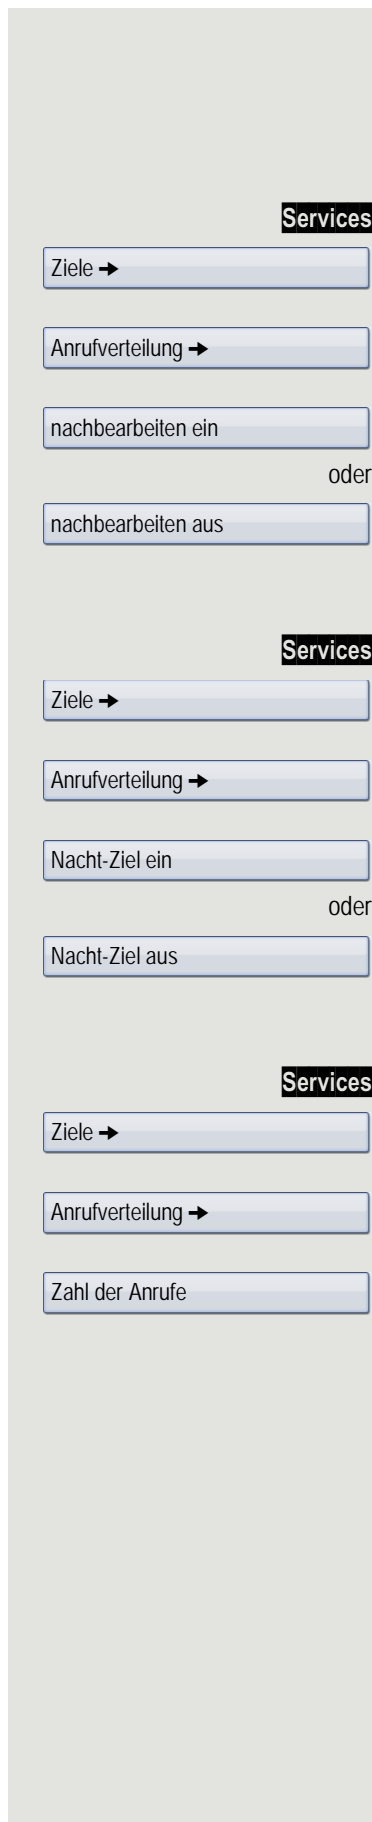 Services
Ziele ➜
Anrufverteilung ➜
nachbearbeiten ein
oder
nachbearbeiten aus
Services
Ziele ➜
Anrufverteilung ➜
Nacht-Ziel ein
oder
Nacht-Ziel aus
Services
Ziele ➜
Anrufverteilung ➜
Zahl der Anrufe